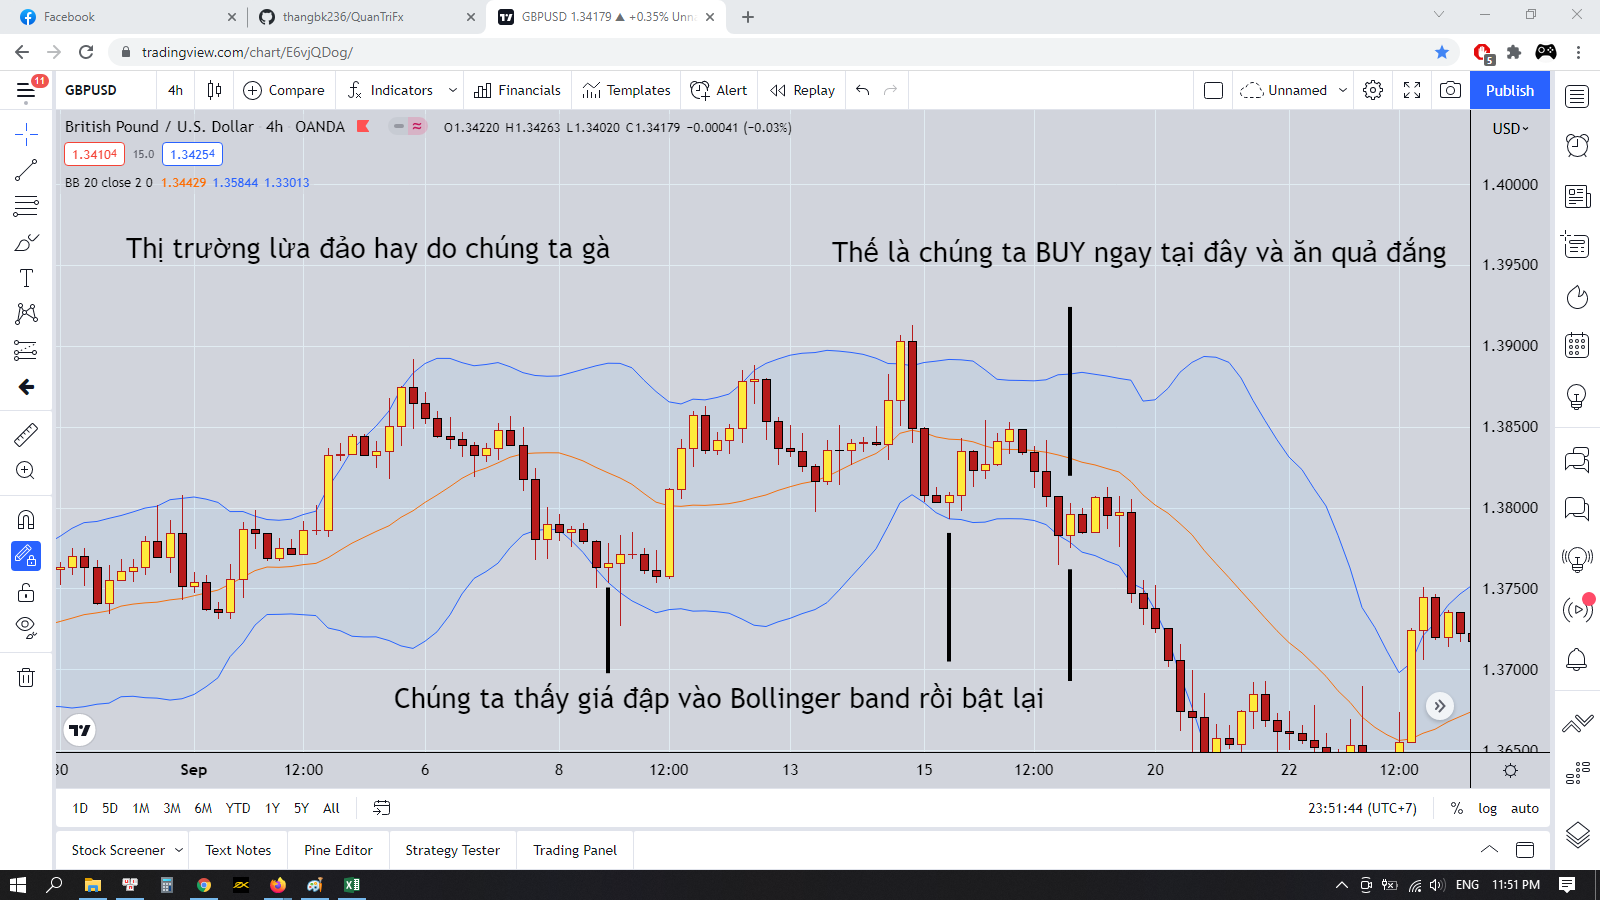 Facebook
thangbk236/QuanTriFx
GBPUSD 1.34179 ▲ +0.35% Unn
tradingview.com/chart/E6vjQDog/
5
11
GBPUSD 4h Compare Indicators Financials Templates Alert Replay Unnamed Publish
British Pound / U.S. Dollar 4h OANDA O1.34220 H1.34263 L1.34020 C1.34179 −0.00041 (−0.03%)
USD
1.34104 15.0 1.34254
BB 20 close 2 0 1.34429 1.35844 1.33013
1.40000
Thị trường lừa đảo hay do chúng ta gà
Thế là chúng ta BUY ngay tại đây và ăn quả đắng
1.39500
1.39000
1.38500
1.38000
1.37500
1.37000
Chúng ta thấy giá đập vào Bollinger band rồi bật lại
1.36500
30 Sep 12:00 6 8 12:00 13 15 12:00 20 22 12:00
1D 5D 1M 3M 6M YTD 1Y 5Y All 23:51:44 (UTC+7) % log auto
Stock Screener Text Notes Pine Editor Strategy Tester Trading Panel
ENG 11:51 PM